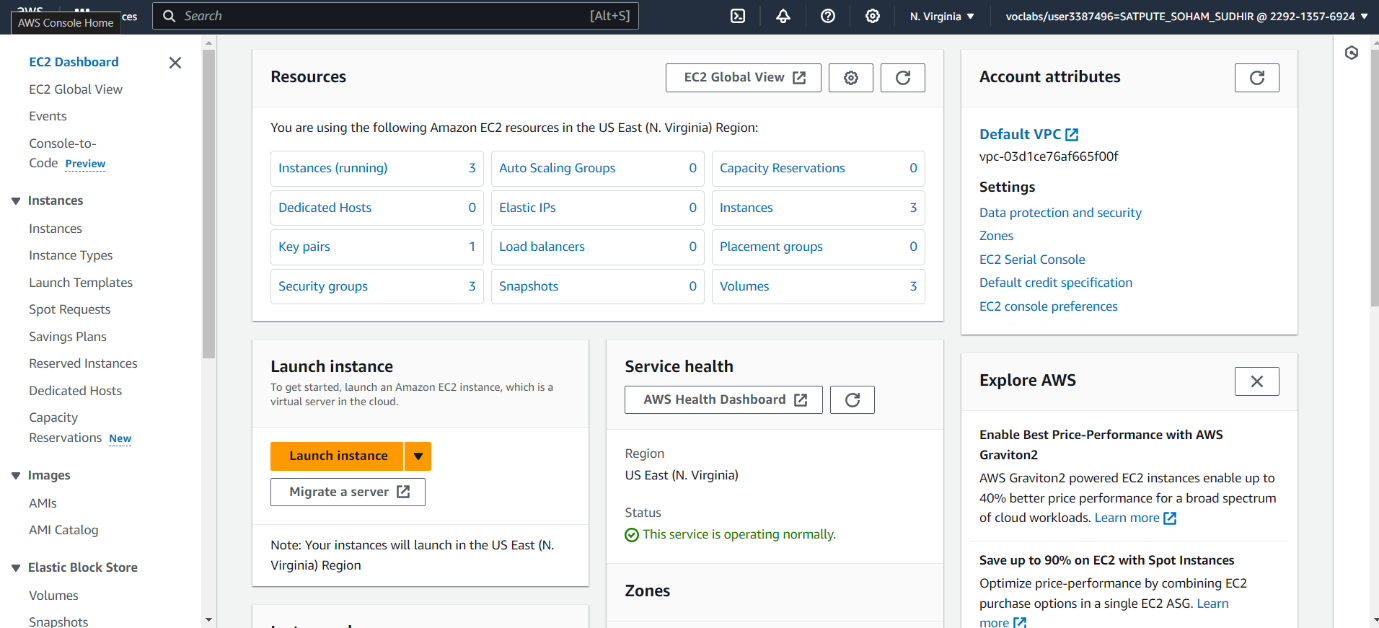 AWS Console Home
Search
[Alt+S]
N. Virginia
voclabs/user3387496=SATPUTE_SOHAM_SUDHIR @ 2292-1357-6924
EC2 Dashboard
EC2 Global View
Events
Console-to-
Code Preview
Instances
Instances
Instance Types
Launch Templates
Spot Requests
Savings Plans
Reserved Instances
Dedicated Hosts
Capacity
Reservations New
Images
AMIs
AMI Catalog
Elastic Block Store
Volumes
Snapshots
Resources
EC2 Global View
You are using the following Amazon EC2 resources in the US East (N. Virginia) Region:
Instances (running) 3
Auto Scaling Groups 0
Capacity Reservations 0
Dedicated Hosts 0
Elastic IPs 0
Instances 3
Key pairs 1
Load balancers 0
Placement groups 0
Security groups 3
Snapshots 0
Volumes 3
Launch instance
To get started, launch an Amazon EC2 instance, which is a
virtual server in the cloud.
Launch instance
Migrate a server
Note: Your instances will launch in the US East (N.
Virginia) Region
Service health
AWS Health Dashboard
Region
US East (N. Virginia)
Status
This service is operating normally.
Zones
Account attributes
Default VPC
vpc-03d1ce76af665f00f
Settings
Data protection and security
Zones
EC2 Serial Console
Default credit specification
EC2 console preferences
Explore AWS
Enable Best Price-Performance with AWS
Graviton2
AWS Graviton2 powered EC2 instances enable up to
40% better price performance for a broad spectrum
of cloud workloads. Learn more
Save up to 90% on EC2 with Spot Instances
Optimize price-performance by combining EC2
purchase options in a single EC2 ASG. Learn
more